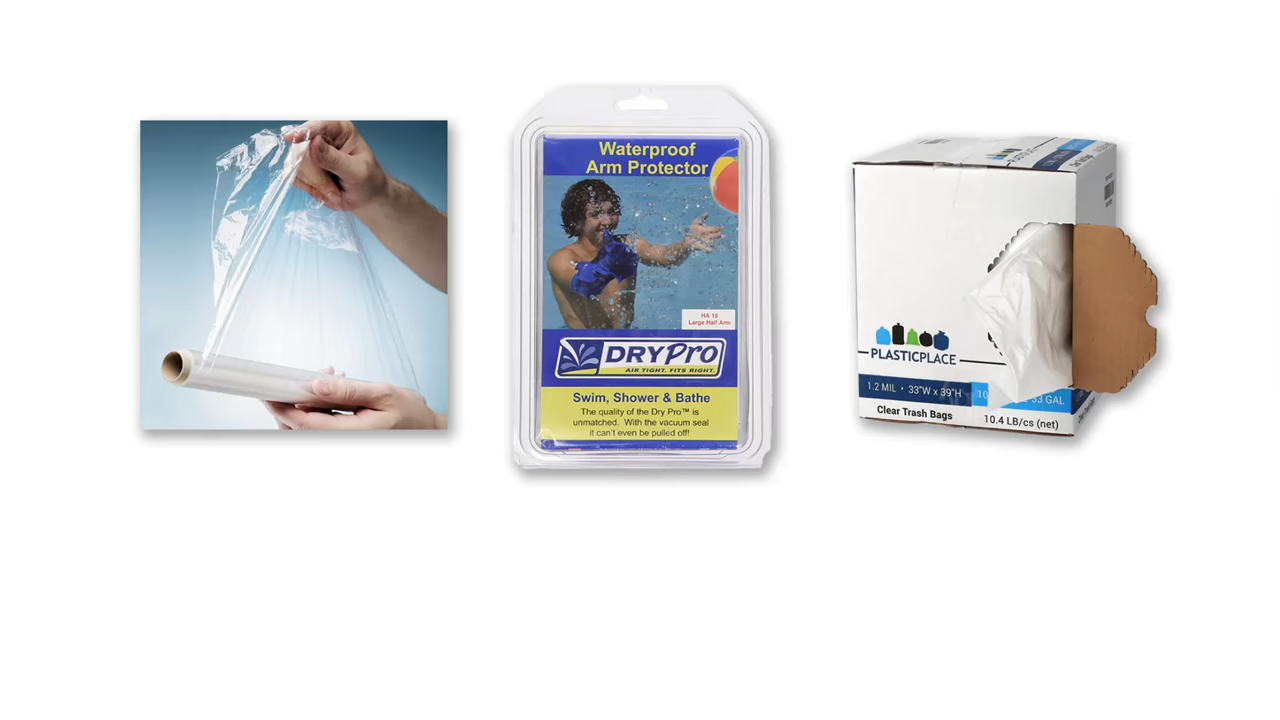 Waterproof
Arm Protector
HA 15
Large Half Arm
DRYPRO
AIR TIGHT. FITS RIGHT.
Swim, Shower & Bathe
The quality of the Dry Pro™ is
unmatched. With the vacuum seal
it can't even be pulled off!
PLASTICPLACE
1.2 MIL • 33"W x 39"H
10
33 GAL
Clear Trash Bags
10.4 LB/cs (net)